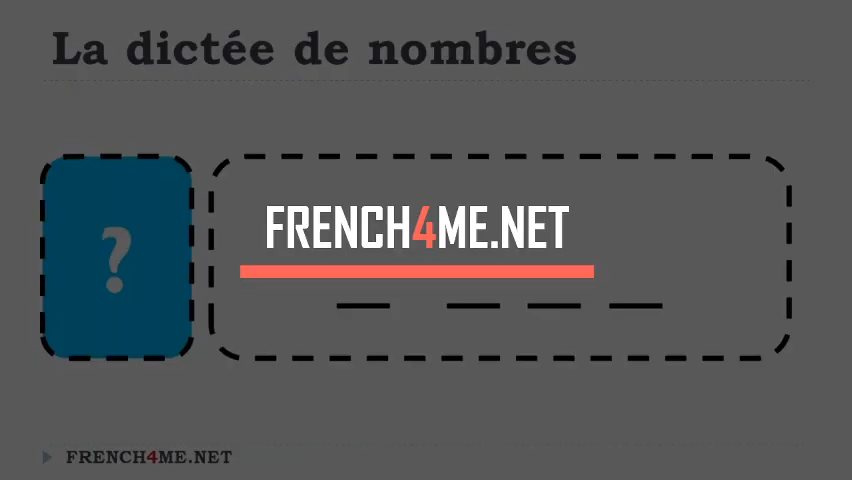 La dictée de nombres
?
FRENCH4ME.NET
FRENCH4ME.NET